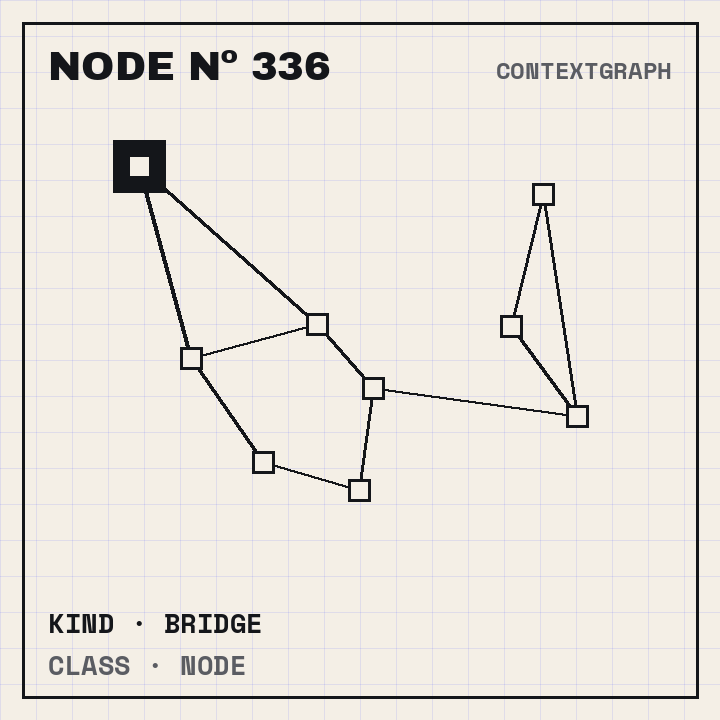 NODE Nº 336
CONTEXTGRAPH
KIND · BRIDGE
CLASS · NODE